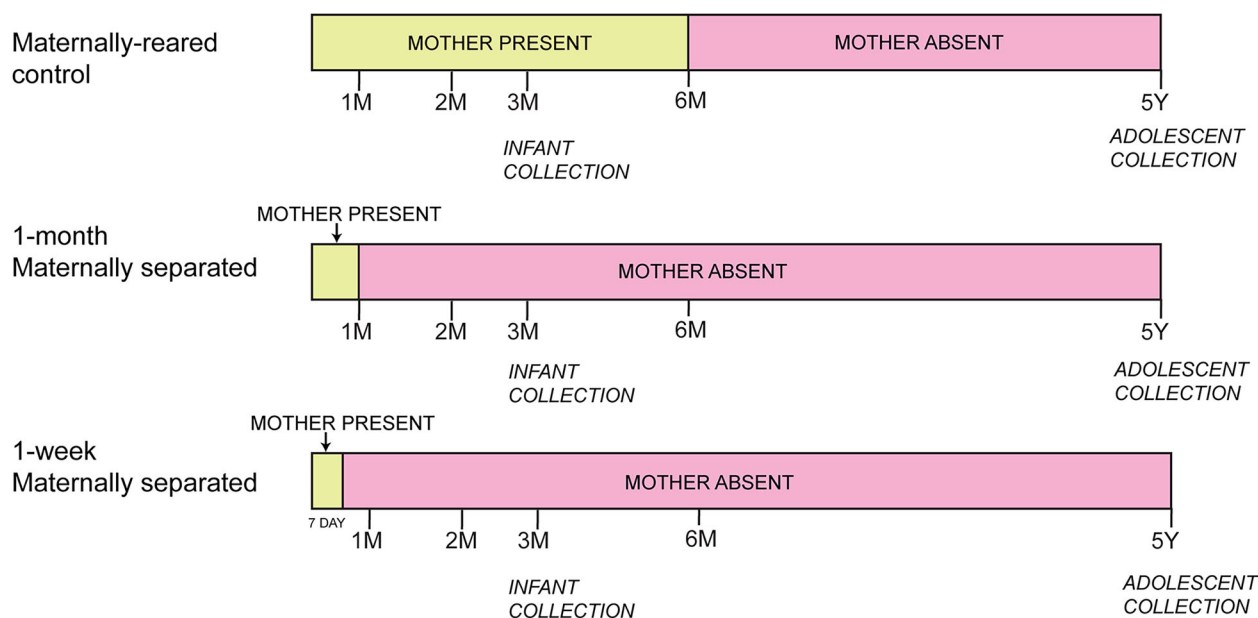 Maternally-reared
control
MOTHER PRESENT
MOTHER ABSENT
1M
2M
3M
6M
5Y
INFANT
COLLECTION
ADOLESCENT
COLLECTION
1-month
Maternally separated
MOTHER PRESENT
MOTHER ABSENT
1M
2M
3M
6M
5Y
INFANT
COLLECTION
ADOLESCENT
COLLECTION
1-week
Maternally separated
MOTHER PRESENT
MOTHER ABSENT
7 DAY
1M
2M
3M
6M
5Y
INFANT
COLLECTION
ADOLESCENT
COLLECTION